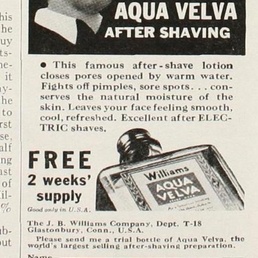 AQUA VELVA
AFTER SHAVING
• This famous after-shave lotion
closes pores opened by warm water.
Fights off pimples, sore spots... con-
serves the natural moisture of the
skin. Leaves your face feeling smooth,
cool, refreshed. Excellent after ELEC-
TRIC shaves.
FREE
2 weeks'
supply
Good only in U.S.A.
Williams
AQUA
VELVA
The J. B. Williams Company, Dept. T-18
Glastonbury, Conn., U.S.A.
Please send me a trial bottle of Aqua Velva, the
world's largest selling after-shaving preparation.
Name